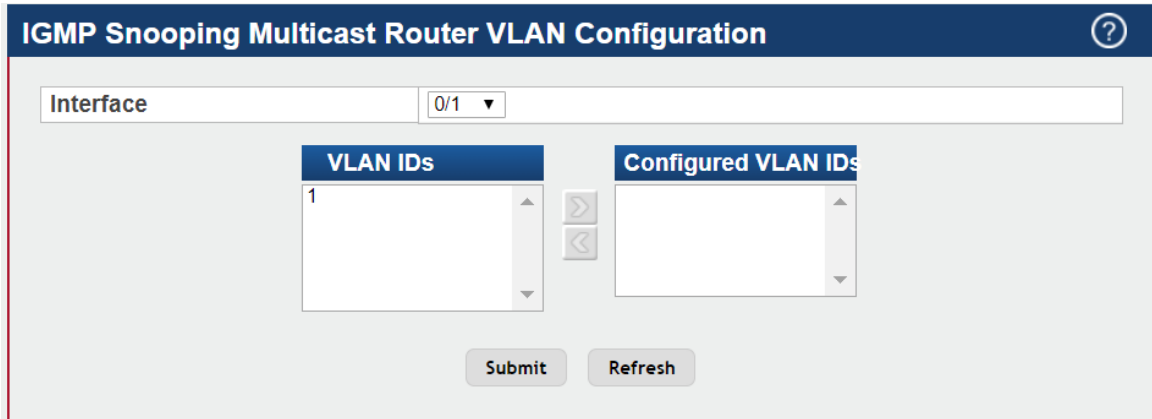 IGMP Snooping Multicast Router VLAN Configuration ?
Interface 0/1
VLAN IDs
1
Configured VLAN IDs
Submit Refresh